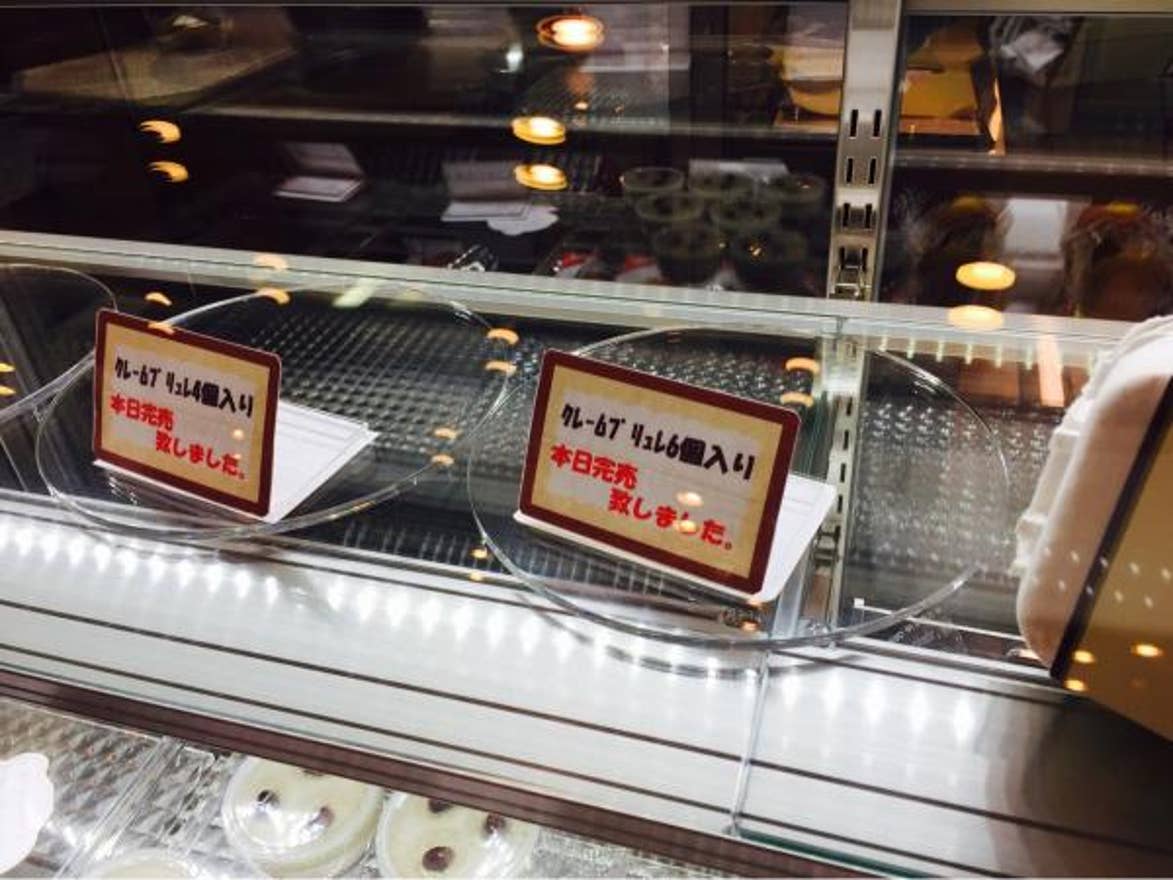 クレームブリュレ4個入り
本日完売
致しました。
クレームブリュレ6個入り
本日完売
致しました。